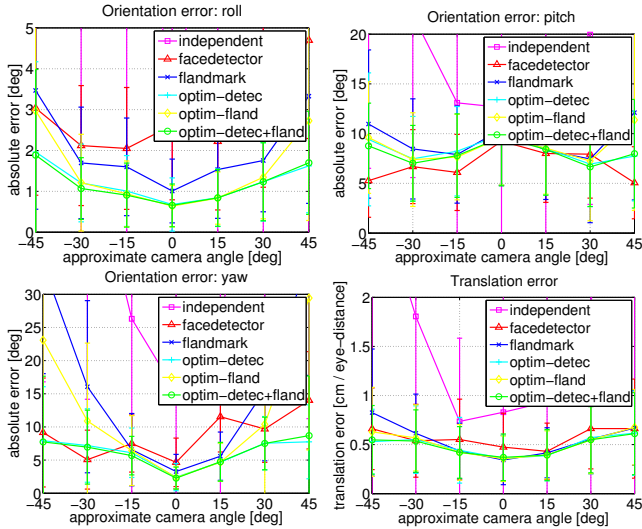 Orientation error: roll
absolute error [deg]
5
4
3
2
1
0
independent
facedetector
flandmark
optim−detec
optim−fland
optim−detec+fland
−45 −30 −15 0 15 30 45
approximate camera angle [deg]
Orientation error: pitch
absolute error [deg]
20
15
10
5
0
independent
facedetector
flandmark
optim−detec
optim−fland
optim−detec+fland
−45 −30 −15 0 15 30 45
approximate camera angle [deg]
Orientation error: yaw
absolute error [deg]
30
25
20
15
10
5
0
independent
facedetector
flandmark
optim−detec
optim−fland
optim−detec+fland
−45 −30 −15 0 15 30 45
approximate camera angle [deg]
Translation error
translation error [cm / eye−distance]
2
1.5
1
0.5
0
independent
facedetector
flandmark
optim−detec
optim−fland
optim−detec+fland
−45 −30 −15 0 15 30 45
approximate camera angle [deg]